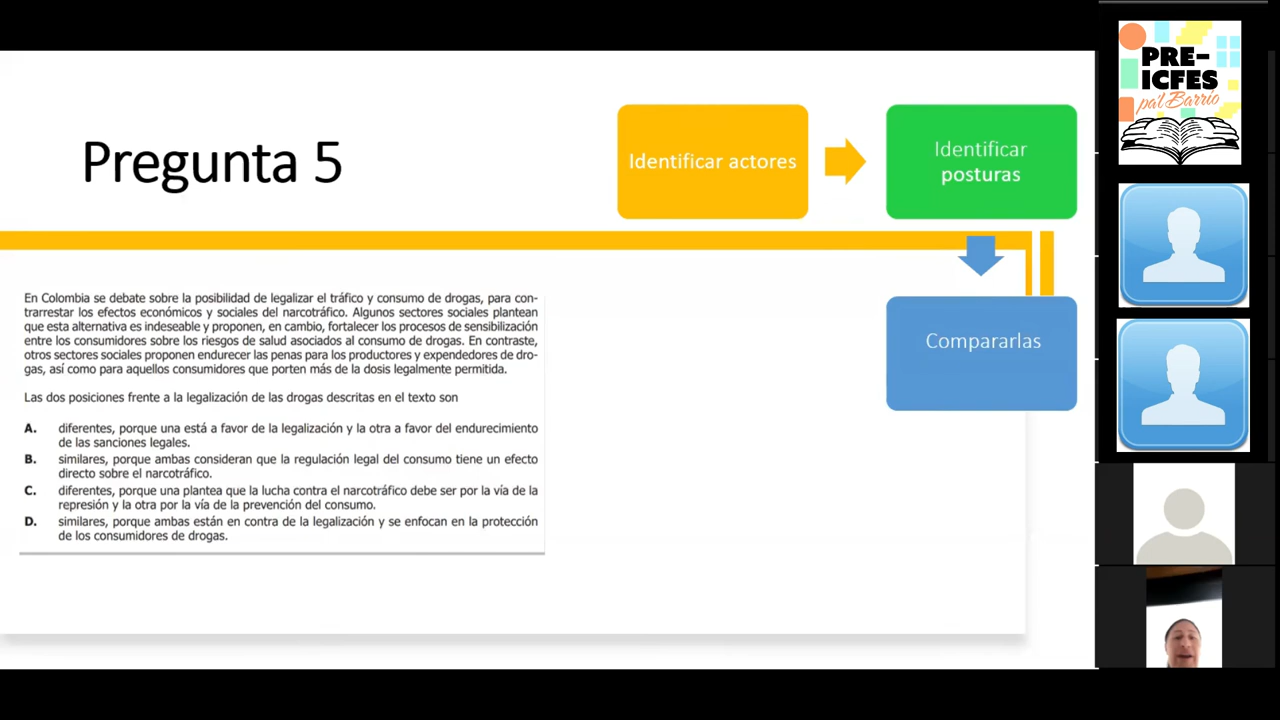 Pregunta 5
Identificar actores
Identificar
posturas
Compararlas
En Colombia se debate sobre la posibilidad de legalizar el tráfico y consumo de drogas, para con-
trarrestar los efectos económicos y sociales del narcotráfico. Algunos sectores sociales plantean
que esta alternativa es indeseable y proponen, en cambio, fortalecer los procesos de sensibilización
entre los consumidores sobre los riesgos de salud asociados al consumo de drogas. En contraste,
otros sectores sociales proponen endurecer las penas para los productores y expendedores de dro-
gas, así como para aquellos consumidores que porten más de la dosis legalmente permitida.
Las dos posiciones frente a la legalización de las drogas descritas en el texto son
A. diferentes, porque una está a favor de la legalización y la otra a favor del endurecimiento
de las sanciones legales.
B. similares, porque ambas consideran que la regulación legal del consumo tiene un efecto
directo sobre el narcotráfico.
C. diferentes, porque una plantea que la lucha contra el narcotráfico debe ser por la vía de la
represión y la otra por la vía de la prevención del consumo.
D. similares, porque ambas están en contra de la legalización y se enfocan en la protección
de los consumidores de drogas.
PRE-
ICFES
pa'l Barrio